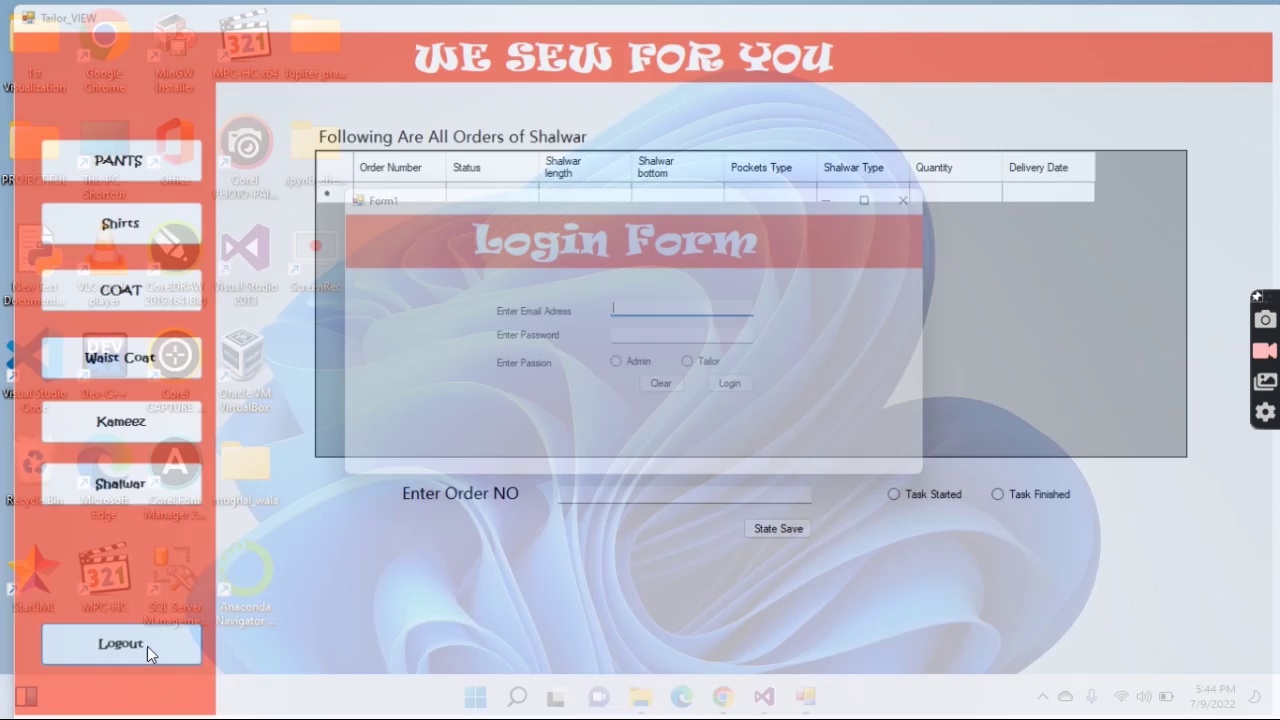 Tailor_VIEW
WE SEW FOR YOU
1st
Visualization
Google
Chrome
MinGW
Installer
MPC-HC x64
Jupiter pra...
PANTS
Shirts
COAT
Waist Coat
Kameez
Shalwar
Logout
This PC
Shortcut
Office
Corel
PHOTO-PAI...
New Text
Document...
VLC media
player
CorelDRAW
2019 (64-Bit)
Visual Studio
2013
ScreenRec
Visual Studio
Code
Dev-C++
Corel
CAPTURE
Oracle VM
VirtualBox
Recycle Bin
Microsoft
Edge
Corel Font
Manager 2...
mughal_wala
StarUML
MPC-HC
SQL Server
Manageme...
Anaconda
Navigator ...
Following Are All Orders of Shalwar
Order Number
Status
Shalwar
length
Shalwar
bottom
Pockets Type
Shalwar Type
Quantity
Delivery Date
Form1
Login Form
Enter Email Adress
Enter Password
Enter Passion
Admin
Tailor
Clear
Login
Enter Order NO
Task Started
Task Finished
State Save
5:44 PM
7/9/2022